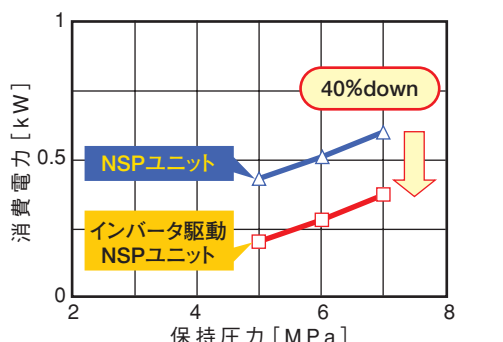 1
消費電力[kW]
40%down
0.5
NSPユニット
インバータ駆動
NSPユニット
0
2 4 6 8
保持圧力[MPa]